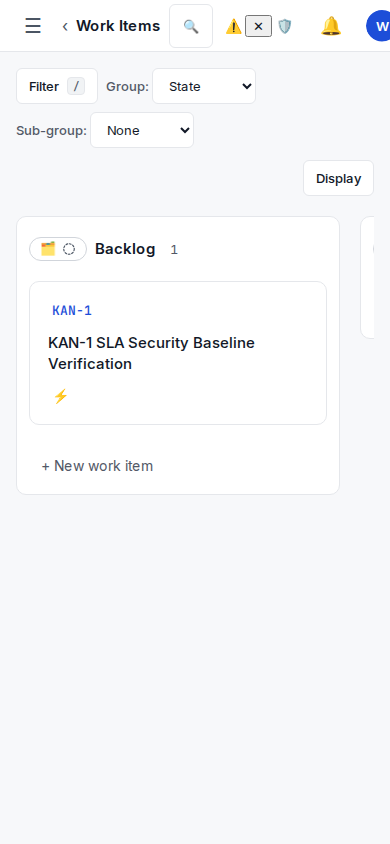 Work Items
W
Filter /
Group: State
Sub-group: None
Display
Backlog 1
KAN-1
KAN-1 SLA Security Baseline
Verification
+ New work item